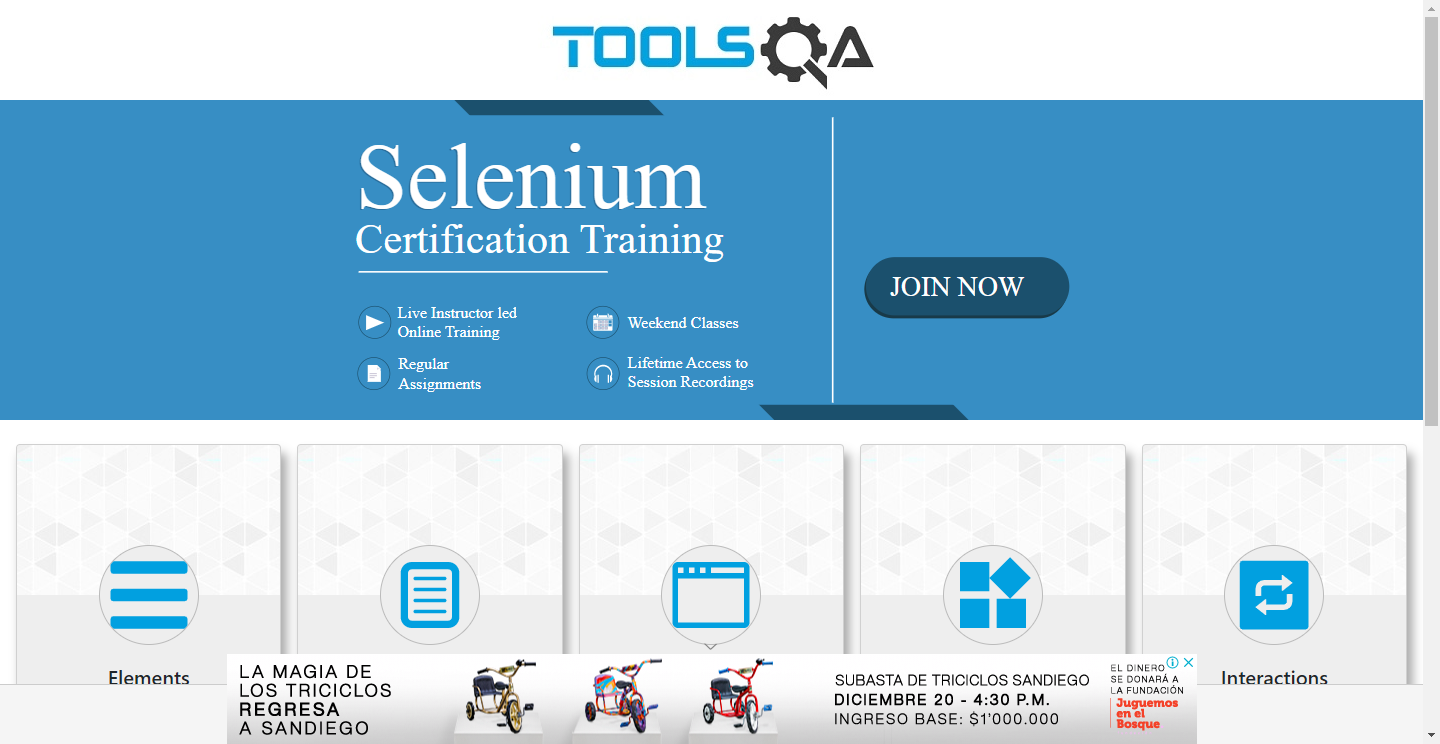 TOOLSQA
Selenium
Certification Training
Live Instructor led
Online Training
Weekend Classes
Regular
Assignments
Lifetime Access to
Session Recordings
JOIN NOW
Elements
Interactions
LA MAGIA DE
LOS TRICICLOS
REGRESA
A SANDIEGO
SUBASTA DE TRICICLOS SANDIEGO
DICIEMBRE 20 - 4:30 P.M.
INGRESO BASE: $1'000.000
EL DINERO
SE DONARÁ A
LA FUNDACIÓN
Juguemos
en el
Bosque